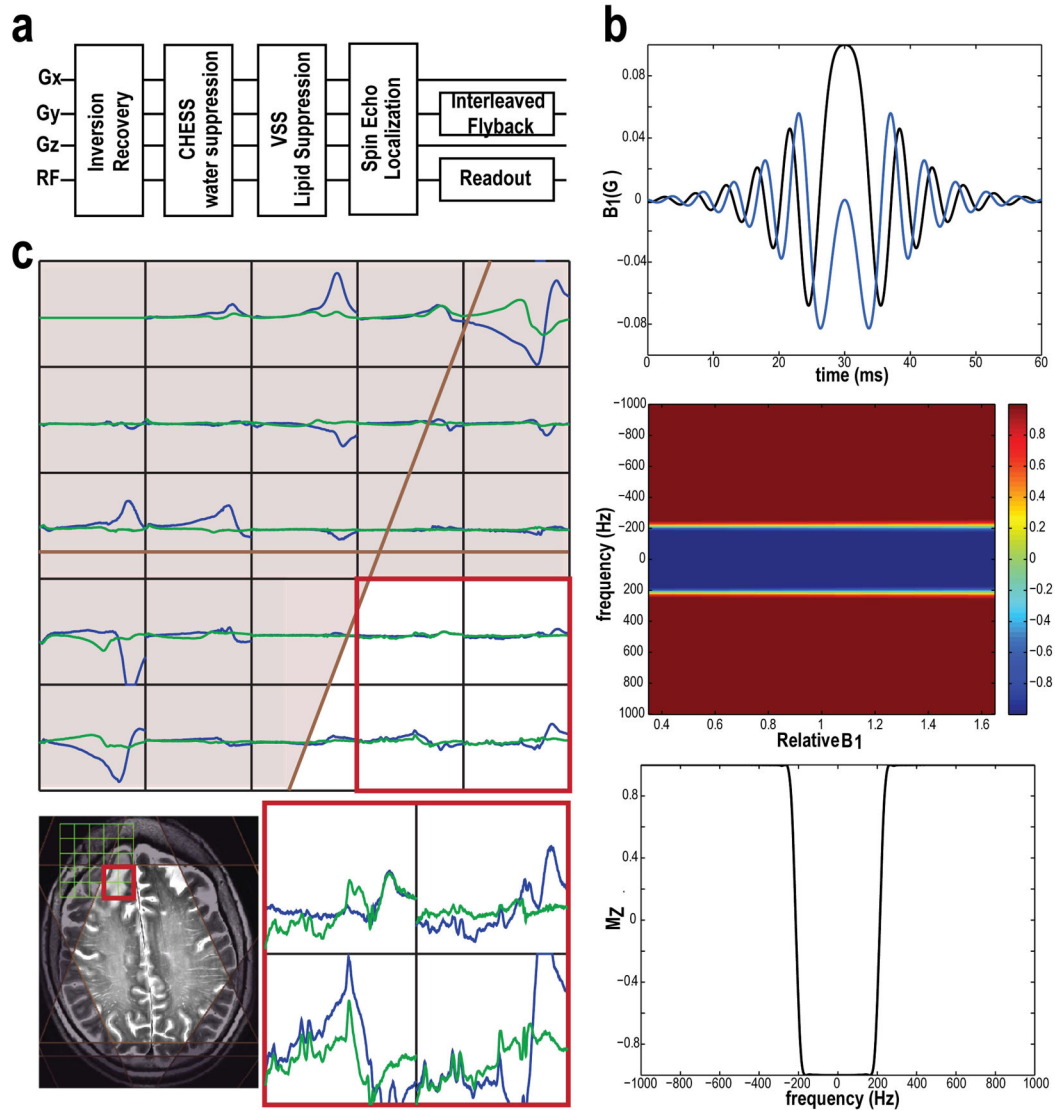 a
Gx
Gy
Gz
RF
Inversion
Recovery
CHESS
water suppression
VSS
Lipid Suppression
Spin Echo
Localization
Interleaved
Flyback
Readout
b
B1(G)
0.08
0.04
0
−0.04
−0.08
0 10 20 30 40 50 60
time (ms)
c
frequency (Hz)
−1000
−800
−600
−400
−200
0
200
400
600
800
1000
0.4 0.6 0.8 1 1.2 1.4 1.6
Relative B1
0.8
0.6
0.4
0.2
0
−0.2
−0.4
−0.6
−0.8
Mz
0.8
0.4
0
−0.4
−0.8
−1000 −800 −600 −400 −200 0 200 400 600 800 1000
frequency (Hz)